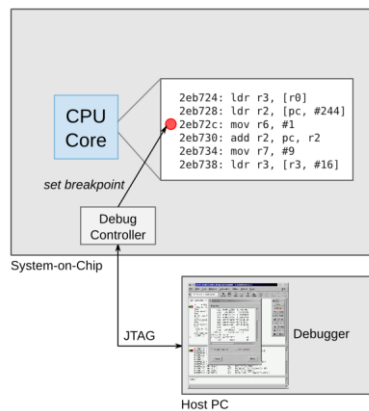 CPU
Core
2eb724: ldr r3, [r0]
2eb728: ldr r2, [pc, #244]
2eb72c: mov r6, #1
2eb730: add r2, pc, r2
2eb734: mov r7, #9
2eb738: ldr r3, [r3, #16]
set breakpoint
Debug
Controller
System-on-Chip
JTAG
Debugger
Host PC